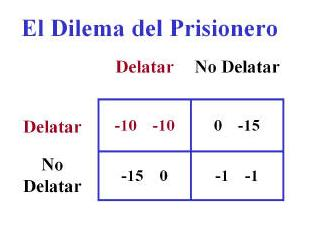 El Dilema del Prisionero
Delatar No Delatar
Delatar -10 -10 0 -15
No
Delatar -15 0 -1 -1